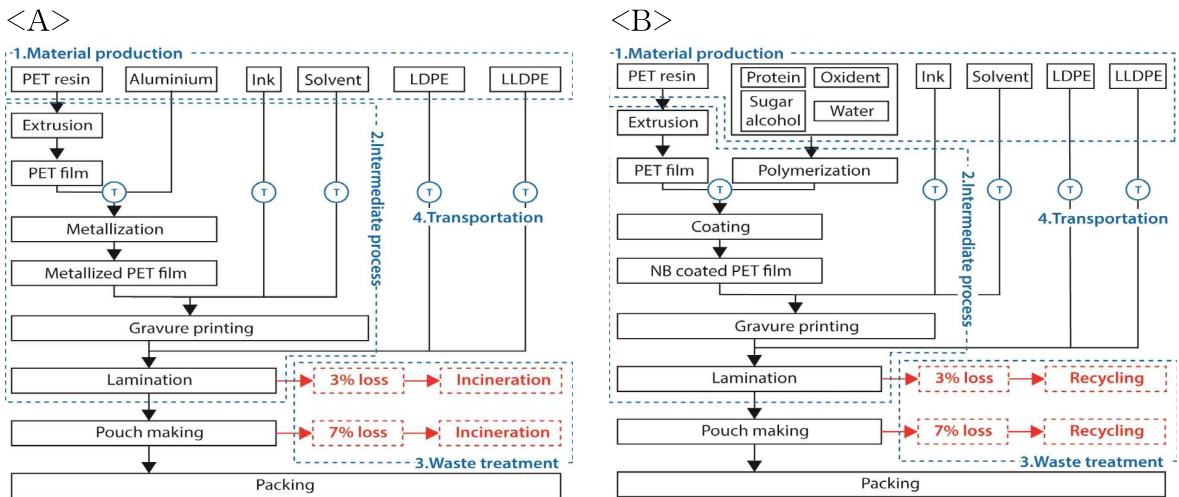 <A>
1.Material production
PET resin
Aluminium
Ink
Solvent
LDPE
LLDPE
Extrusion
2.Intermediate process
PET film
T
T
T
T
T
4.Transportation
Metallization
Metallized PET film
Gravure printing
Lamination
3% loss
Incineration
Pouch making
7% loss
Incineration
3.Waste treatment
Packing
<B>
1.Material production
PET resin
Protein
Oxident
Sugar
alcohol
Water
Ink
Solvent
LDPE
LLDPE
Extrusion
PET film
Polymerization
2.Intermediate process
T
T
T
T
T
4.Transportation
Coating
NB coated PET film
Gravure printing
Lamination
3% loss
Recycling
Pouch making
7% loss
Recycling
3.Waste treatment
Packing